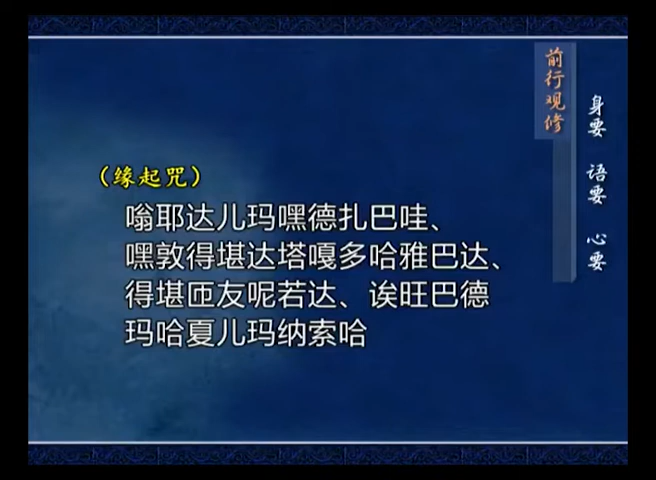 前行观修
身要 语要 心要
（缘起咒）
嗡耶达儿玛嘿德扎巴哇、
嘿敦得堪达塔嘎多哈雅巴达、
得堪匝友呢若达、诶旺巴德
玛哈夏儿玛纳索哈